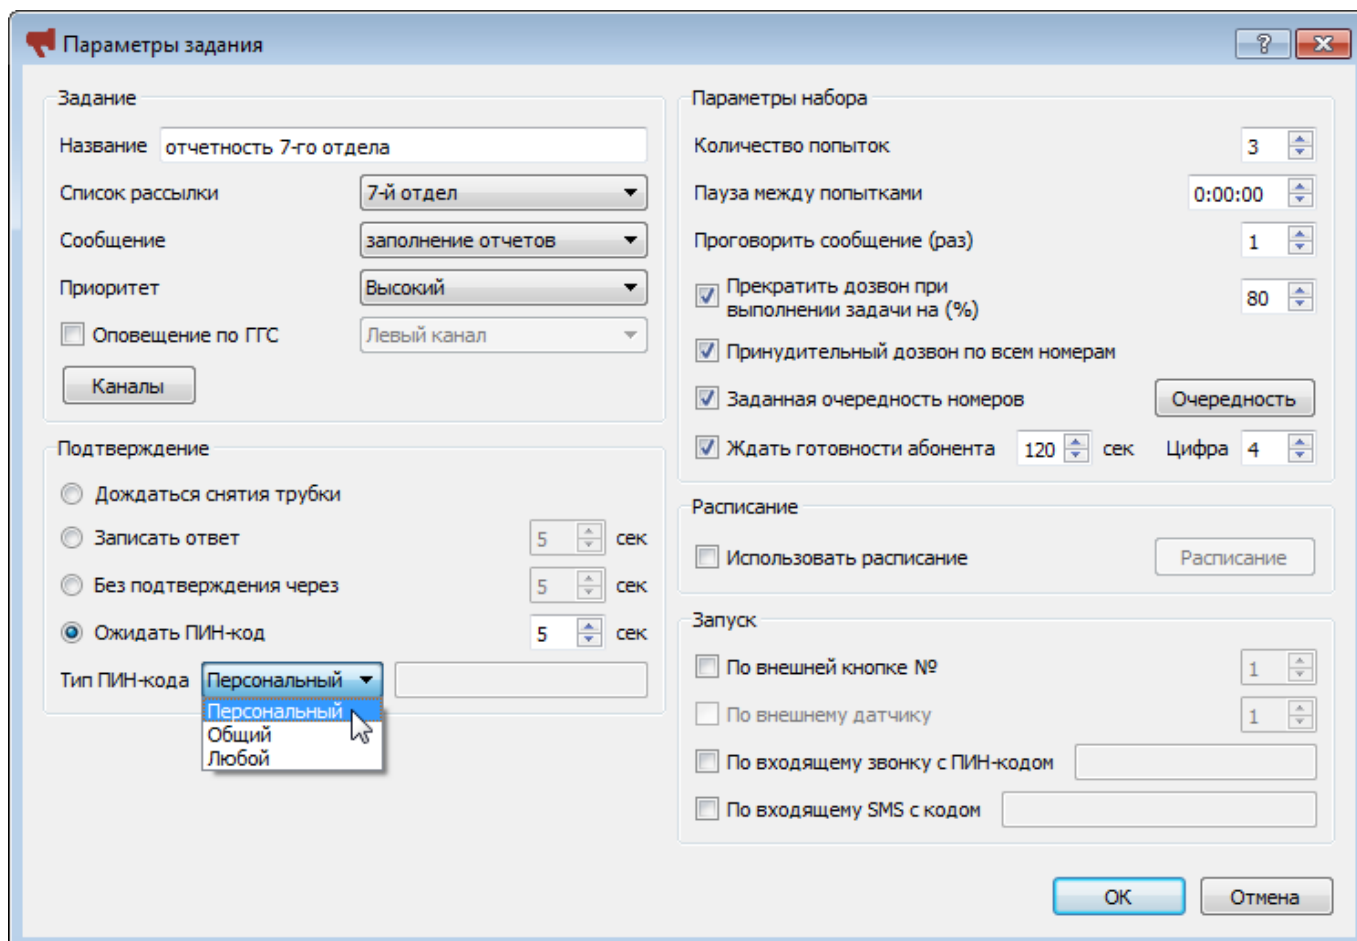 Параметры задания
Задание
Название отчетность 7-го отдела
Список рассылки 7-й отдел
Сообщение заполнение отчетов
Приоритет Высокий
Оповещение по ГГС Левый канал
Каналы
Подтверждение
Дождаться снятия трубки
Записать ответ 5 сек
Без подтверждения через 5 сек
Ожидать ПИН-код 5 сек
Тип ПИН-кода Персональный
Персональный
Общий
Любой
Параметры набора
Количество попыток 3
Пауза между попытками 0:00:00
Проговорить сообщение (раз) 1
Прекратить дозвон при
выполнении задачи на (%) 80
Принудительный дозвон по всем номерам
Заданная очередность номеров Очередность
Ждать готовности абонента 120 сек Цифра 4
Расписание
Использовать расписание Расписание
Запуск
По внешней кнопке № 1
По внешнему датчику 1
По входящему звонку с ПИН-кодом
По входящему SMS с кодом
ОК Отмена